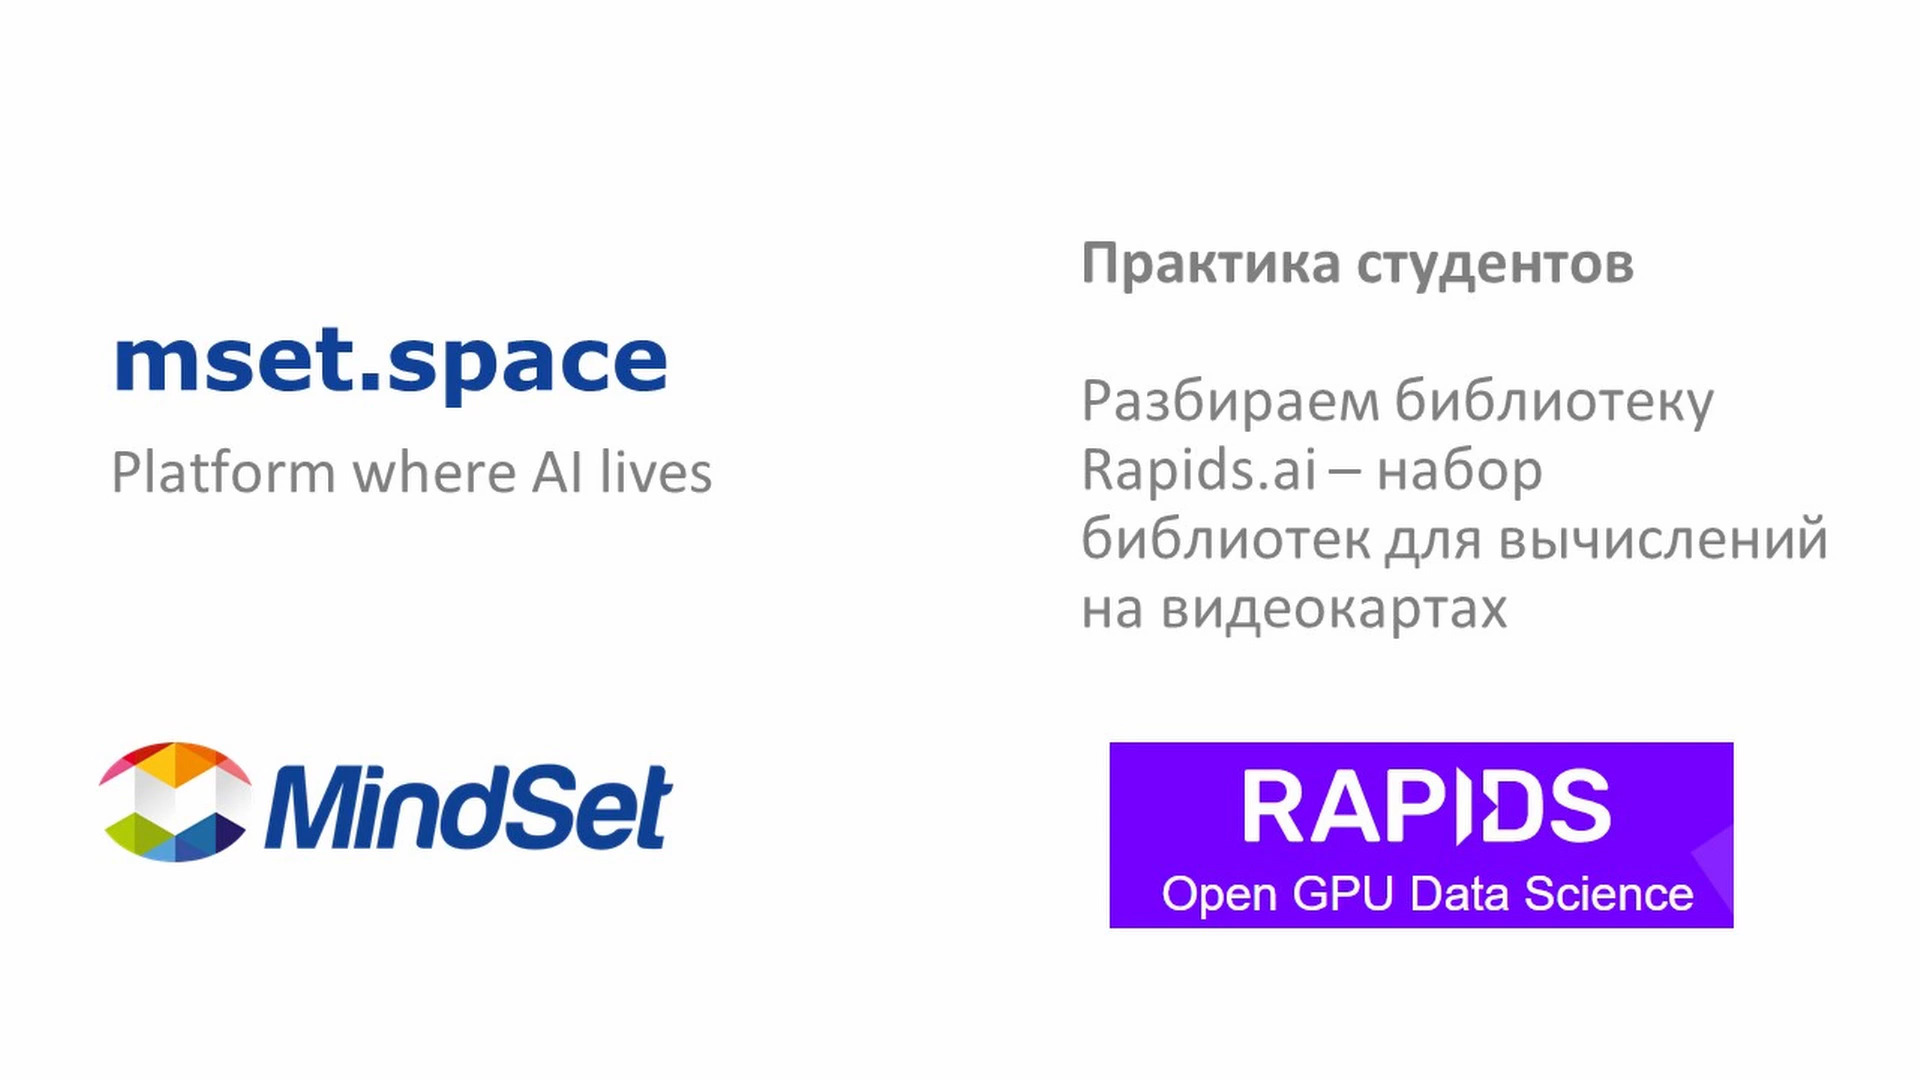 mset.space
Platform where AI lives
MindSet
Практика студентов
Разбираем библиотеку
Rapids.ai – набор
библиотек для вычислений
на видеокартах
RAPIDS
Open GPU Data Science